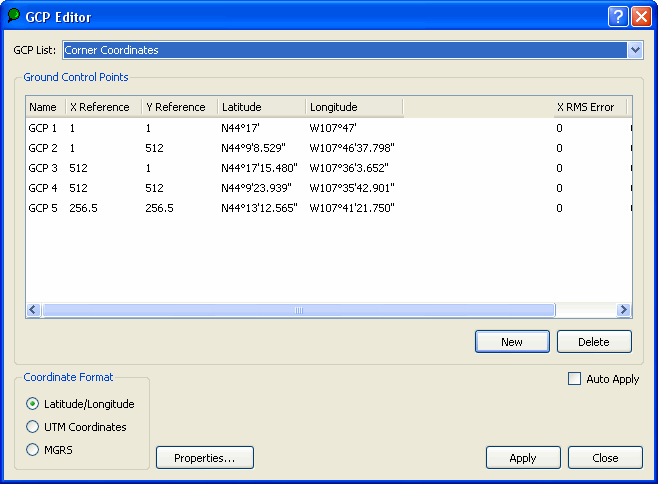 GCP Editor
GCP List: Corner Coordinates
Ground Control Points
Name X Reference Y Reference Latitude Longitude X RMS Error
GCP 1 1 1 N44°17' W107°47' 0
GCP 2 1 512 N44°9'8.529" W107°46'37.798" 0
GCP 3 512 1 N44°17'15.480" W107°36'3.652" 0
GCP 4 512 512 N44°9'23.939" W107°35'42.901" 0
GCP 5 256.5 256.5 N44°13'12.565" W107°41'21.750" 0
New Delete
Coordinate Format
Auto Apply
Latitude/Longitude
UTM Coordinates
MGRS
Properties... Apply Close